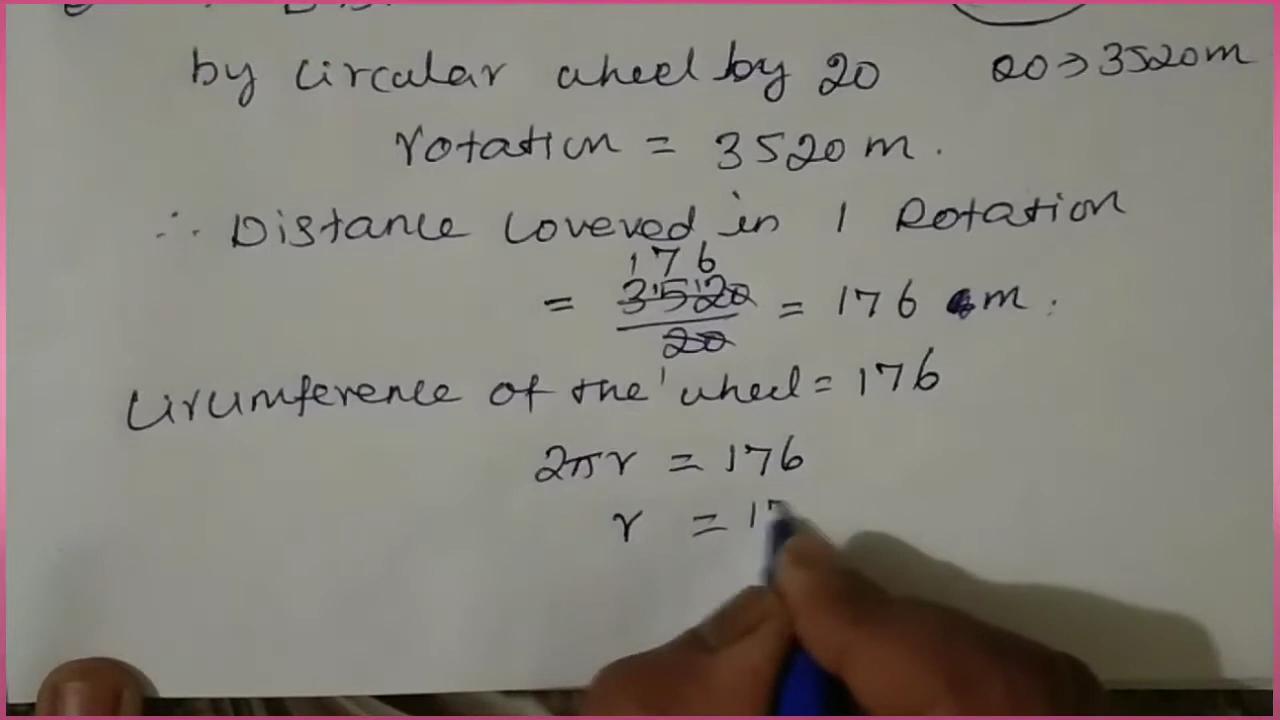 by circular wheel by 20 20→3520m
rotation = 3520 m.
∴ Distance covered in 1 Rotation
176
= 3520/20 = 176 m.
Circumference of the wheel = 176
2πr = 176
r = 17